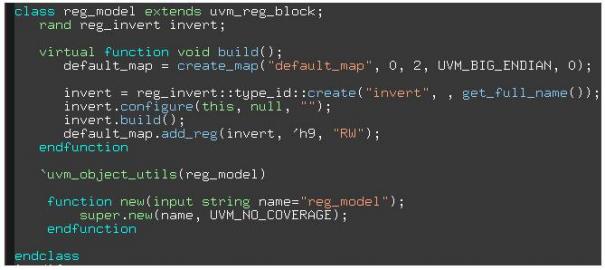 class reg_model extends uvm_reg_block;
    rand reg_invert invert;

    virtual function void build();
       default_map = create_map("default_map", 0, 2, UVM_BIG_ENDIAN, 0);

       invert = reg_invert::type_id::create("invert", , get_full_name());
       invert.configure(this, null, "");
       invert.build();
       default_map.add_reg(invert, 'h9, "RW");
    endfunction

    `uvm_object_utils(reg_model)

     function new(input string name="reg_model");
         super.new(name, UVM_NO_COVERAGE);
     endfunction

endclass